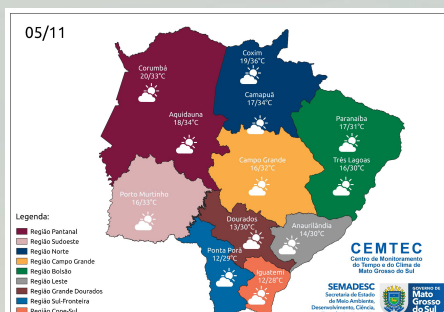 05/11
Corumbá
20/33°C
Coxim
19/36°C
Camapuã
17/34°C
Aquidauna
18/34°C
Paranaíba
17/31°C
Três Lagoas
16/30°C
Campo Grande
16/32°C
Porto Murtinho
16/33°C
Dourados
13/30°C
Anaurilândia
14/30°C
Ponta Porã
12/29°C
Iguatemi
12/28°C
Legenda:
Região Pantanal
Região Sudoeste
Região Norte
Região Campo Grande
Região Bolsão
Região Leste
Região Grande Dourados
Região Sul-Fronteira
Região Cone-Sul
CEMTEC
Centro de Monitoramento
do Tempo e do Clima de
Mato Grosso do Sul
SEMADESC
Secretaria de Estado
de Meio Ambiente,
Desenvolvimento, Ciência,
GOVERNO DE
Mato
Grosso
do Sul